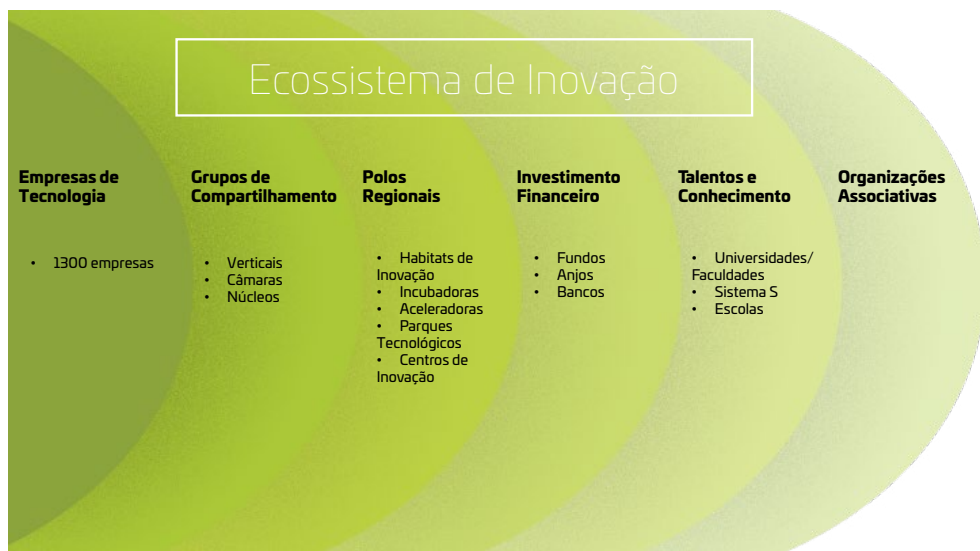 Ecossistema de Inovação
Empresas de
Tecnologia
• 1300 empresas
Grupos de
Compartilhamento
• Verticais
• Câmaras
• Núcleos
Polos
Regionais
• Habitats de
Inovação
• Incubadoras
• Aceleradoras
• Parques
Tecnológicos
• Centros de
Inovação
Investimento
Financeiro
• Fundos
• Anjos
• Bancos
Talentos e
Conhecimento
• Universidades/
Faculdades
• Sistema S
• Escolas
Organizações
Associativas